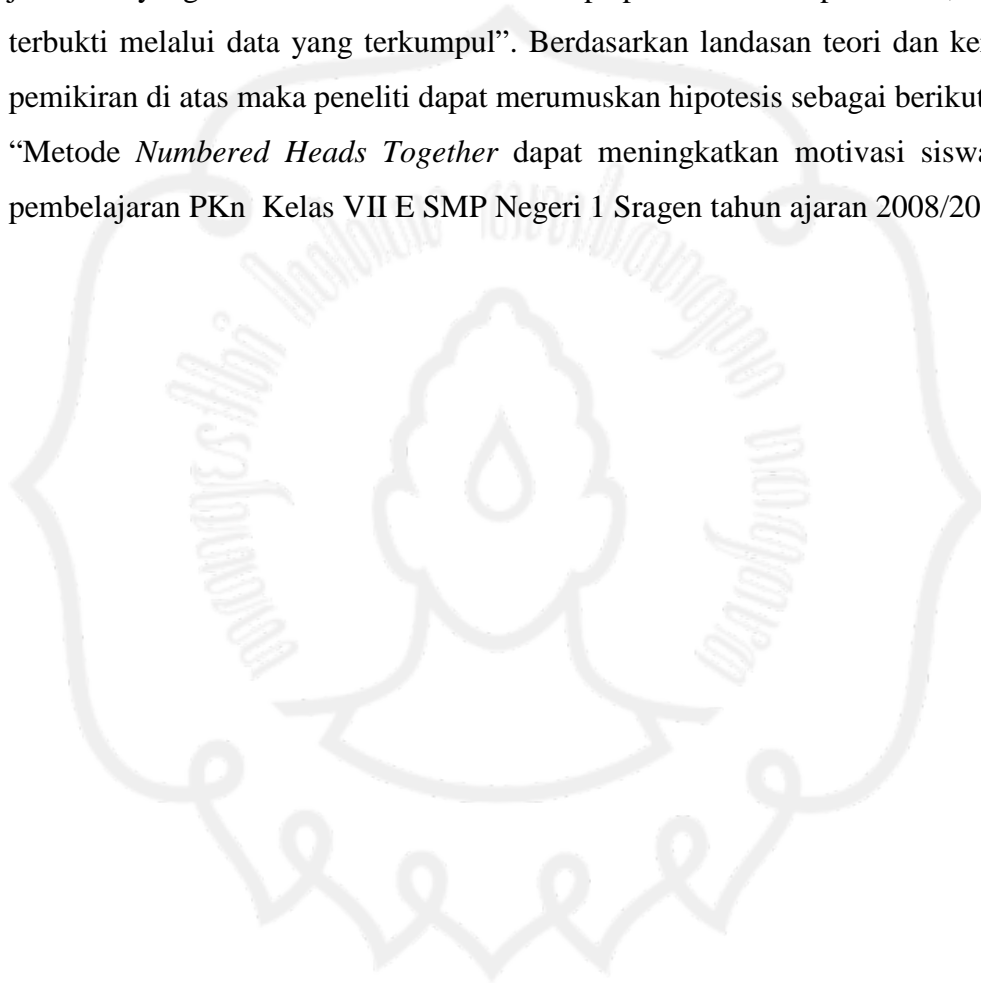 terbukti melalui data yang terkumpul”. Berdasarkan landasan teori dan
pemikiran di atas maka peneliti dapat merumuskan hipotesis sebagai berikut
“Metode Numbered Heads Together dapat meningkatkan motivasi siswa
pembelajaran PKn Kelas VII E SMP Negeri 1 Sragen tahun ajaran 2008/20